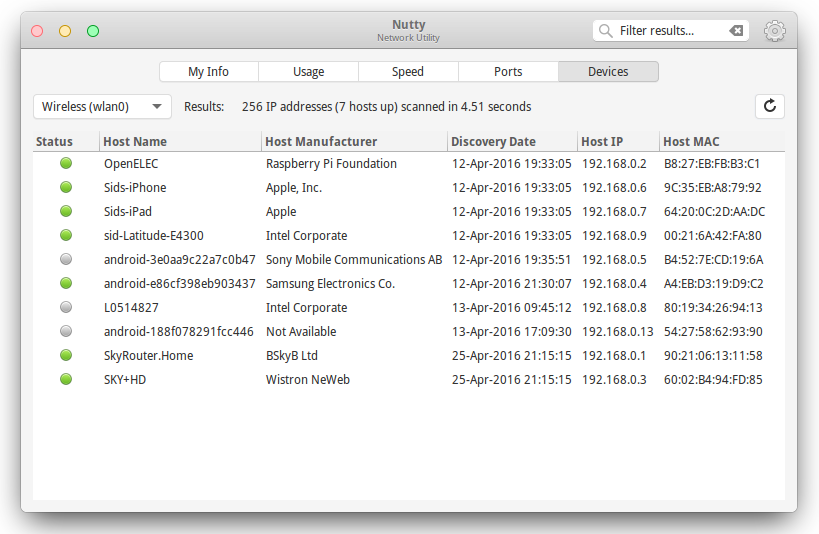 Nutty
Network Utility
Filter results...
My Info Usage Speed Ports Devices
Wireless (wlan0) Results: 256 IP addresses (7 hosts up) scanned in 4.51 seconds
Status Host Name Host Manufacturer Discovery Date Host IP Host MAC
OpenELEC Raspberry Pi Foundation 12-Apr-2016 19:33:05 192.168.0.2 B8:27:EB:FB:B3:C1
Sids-iPhone Apple, Inc. 12-Apr-2016 19:33:05 192.168.0.6 9C:35:EB:A8:79:92
Sids-iPad Apple 12-Apr-2016 19:33:05 192.168.0.7 64:20:0C:2D:AA:DC
sid-Latitude-E4300 Intel Corporate 12-Apr-2016 19:33:05 192.168.0.9 00:21:6A:42:FA:80
android-3e0aa9c22a7c0b47 Sony Mobile Communications AB 12-Apr-2016 19:35:51 192.168.0.5 B4:52:7E:CD:19:6A
android-e86cf398eb903437 Samsung Electronics Co. 12-Apr-2016 21:30:07 192.168.0.4 A4:EB:D3:19:D9:C2
L0514827 Intel Corporate 13-Apr-2016 09:45:12 192.168.0.8 80:19:34:26:94:13
android-188f078291fcc446 Not Available 13-Apr-2016 17:09:30 192.168.0.13 54:27:58:62:93:90
SkyRouter.Home BSkyB Ltd 25-Apr-2016 21:15:15 192.168.0.1 90:21:06:13:11:58
SKY+HD Wistron NeWeb 25-Apr-2016 21:15:15 192.168.0.3 60:02:B4:94:FD:85